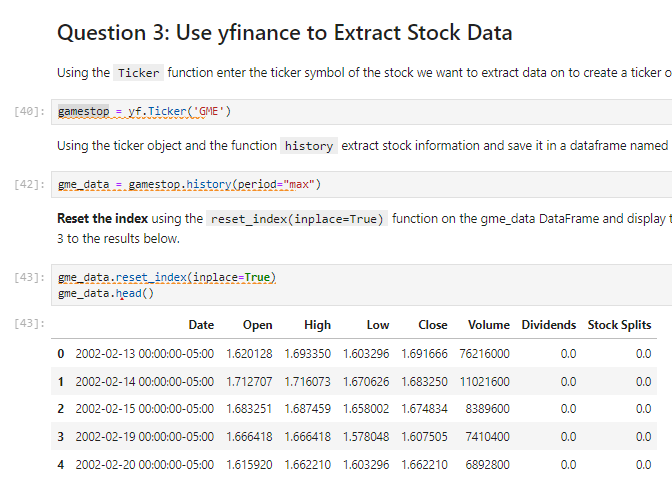 Question 3: Use yfinance to Extract Stock Data
Using the Ticker function enter the ticker symbol of the stock we want to extract data on to create a ticker o
[40]: gamestop = yf.Ticker('GME')
Using the ticker object and the function history extract stock information and save it in a dataframe named
[42]: gme_data = gamestop.history(period="max")
Reset the index using the reset_index(inplace=True) function on the gme_data DataFrame and display t
3 to the results below.
[43]: gme_data.reset_index(inplace=True)
gme_data.head()
[43]: Date Open High Low Close Volume Dividends Stock Splits
0 2002-02-13 00:00:00-05:00 1.620128 1.693350 1.603296 1.691666 76216000 0.0 0.0
1 2002-02-14 00:00:00-05:00 1.712707 1.716073 1.670626 1.683250 11021600 0.0 0.0
2 2002-02-15 00:00:00-05:00 1.683251 1.687459 1.658002 1.674834 8389600 0.0 0.0
3 2002-02-19 00:00:00-05:00 1.666418 1.666418 1.578048 1.607505 7410400 0.0 0.0
4 2002-02-20 00:00:00-05:00 1.615920 1.662210 1.603296 1.662210 6892800 0.0 0.0